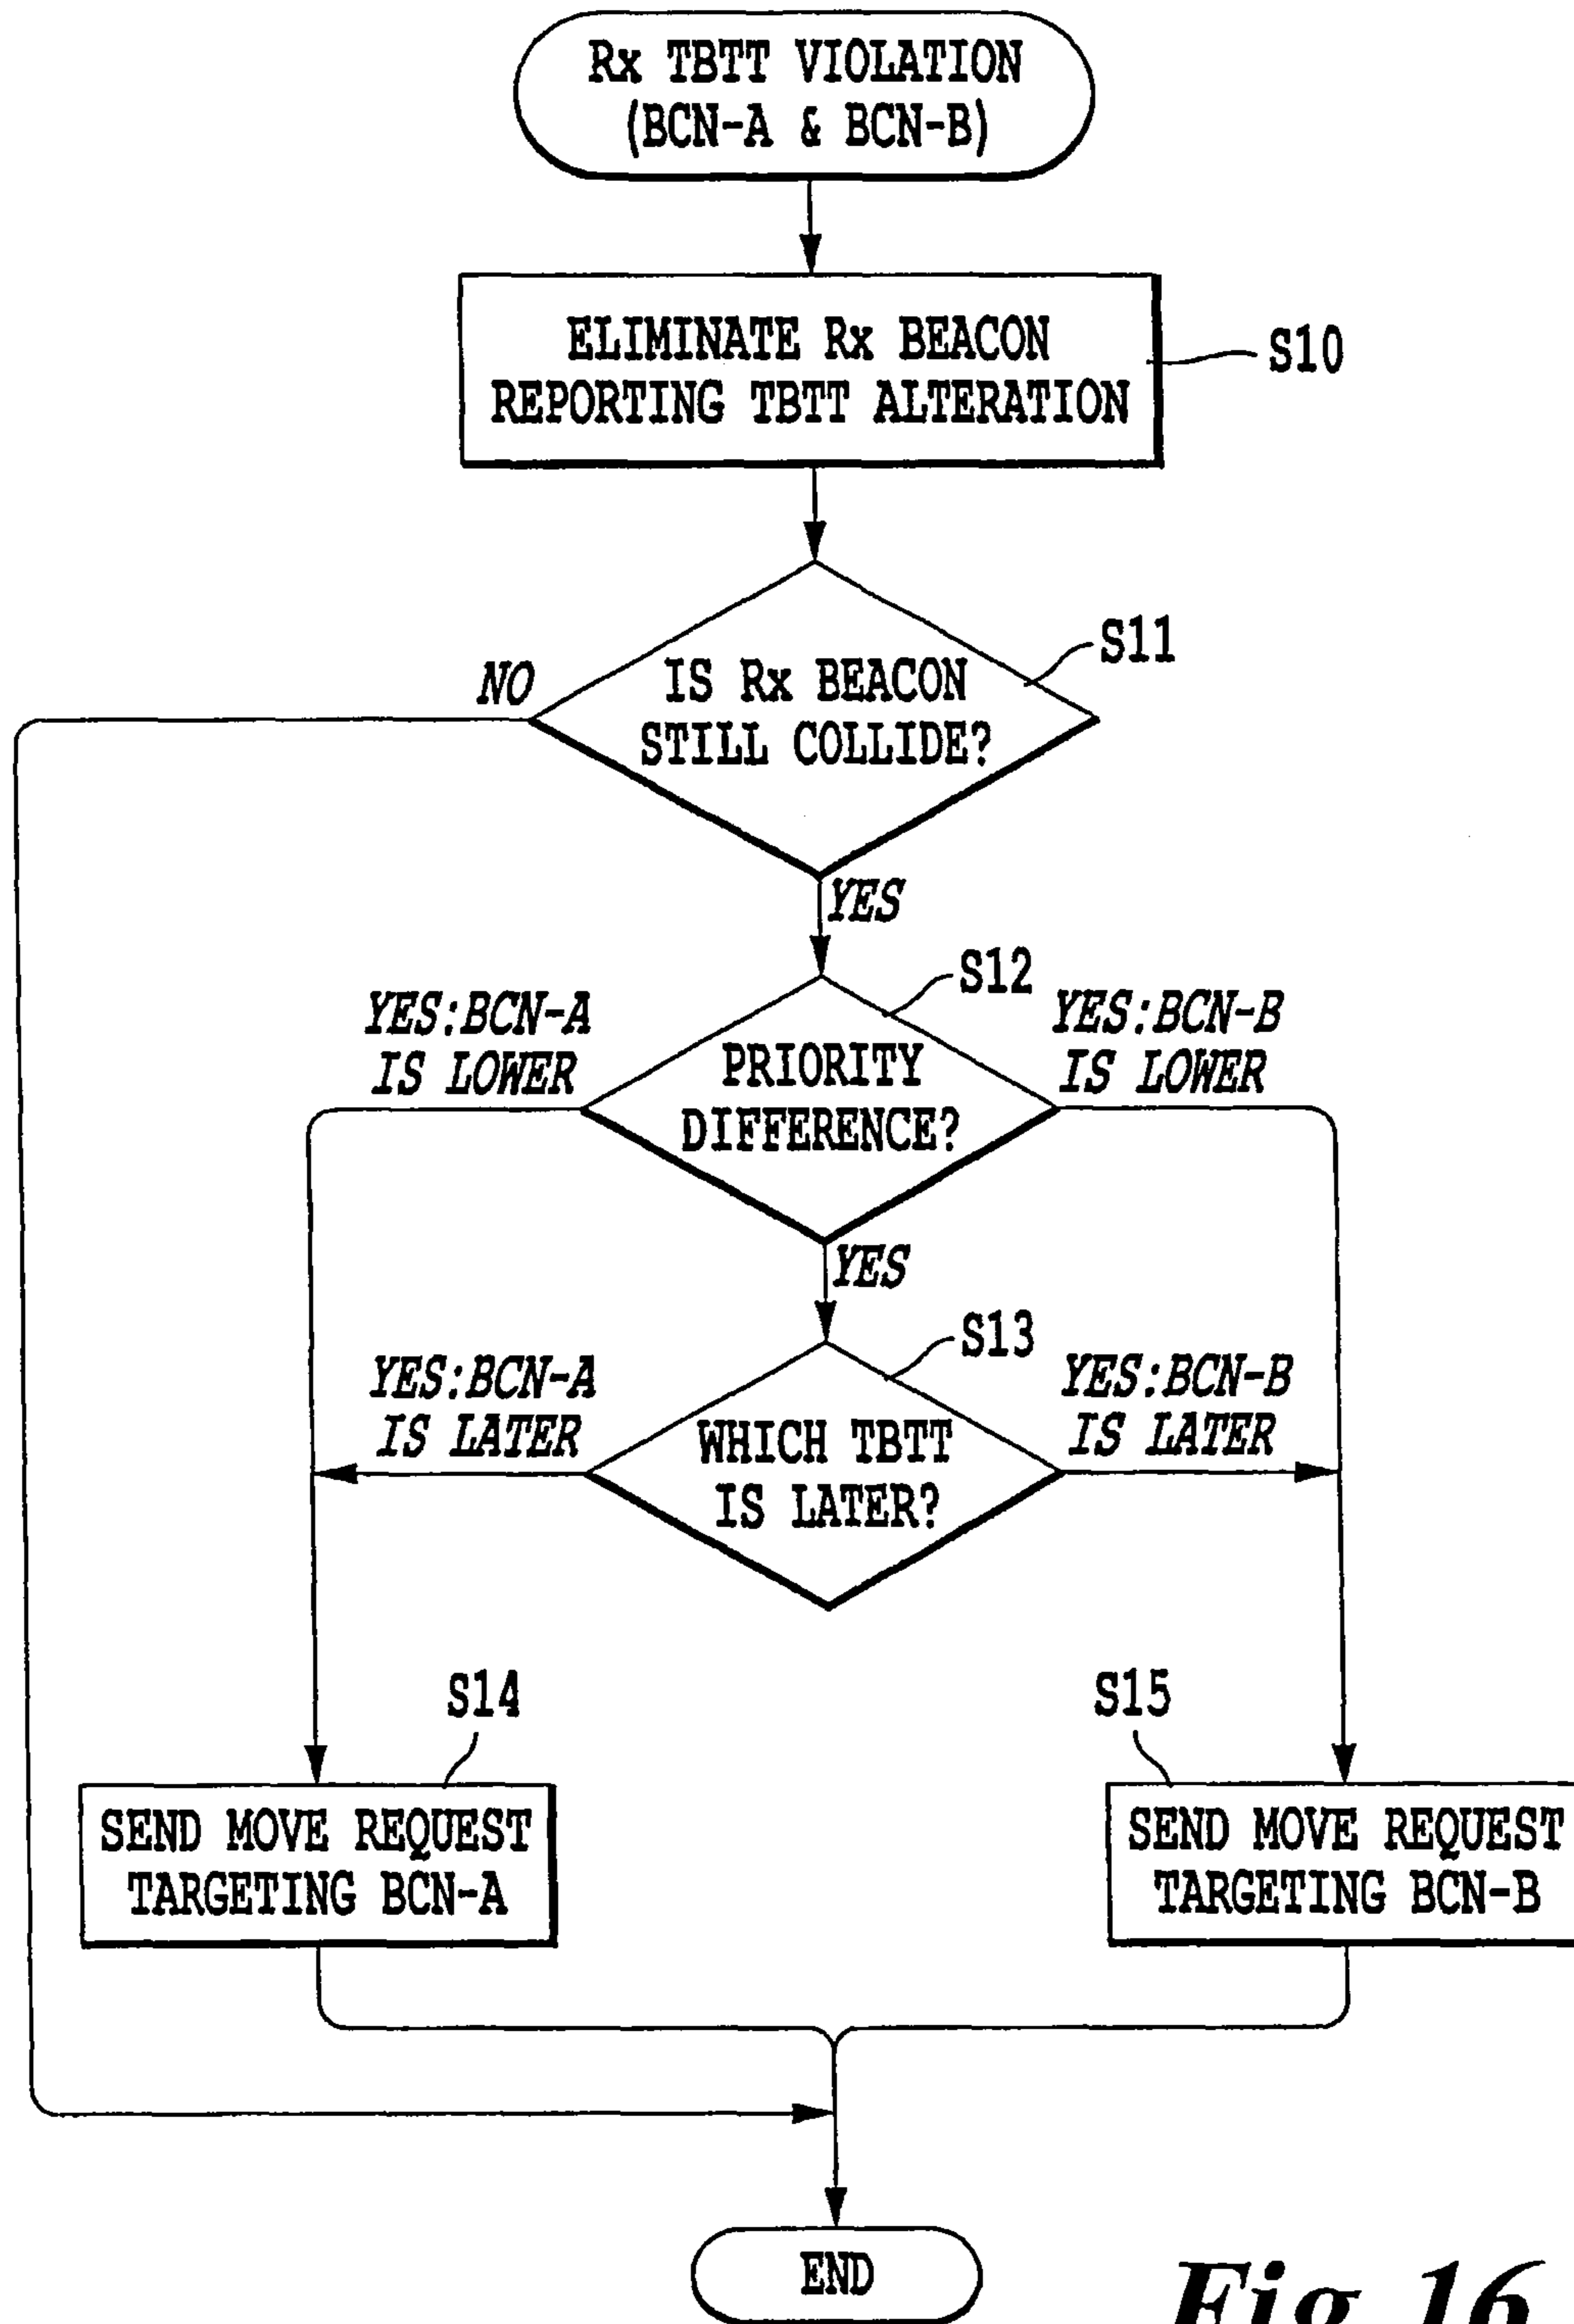 Rx TBTT VIOLATION
(BCN-A & BCN-B)
ELIMINATE Rx BEACON
REPORTING TBTT ALTERATION
S10
S11
NO
IS Rx BEACON
STILL COLLIDE?
YES
S12
YES:BCN-A
IS LOWER
YES:BCN-B
IS LOWER
PRIORITY
DIFFERENCE?
YES
S13
YES:BCN-A
IS LATER
YES:BCN-B
IS LATER
WHICH TBTT
IS LATER?
S14
S15
SEND MOVE REQUEST
TARGETING BCN-A
SEND MOVE REQUEST
TARGETING BCN-B
END
Fig. 16